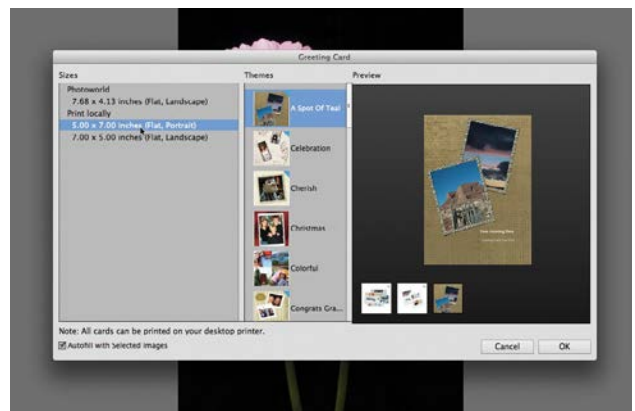 Greeting Card
Sizes
Themes
Preview
Photoworld
7.68 x 4.13 inches (Flat, Landscape)
Print locally
5.00 x 7.00 inches (Flat, Portrait)
7.00 x 5.00 inches (Flat, Landscape)
A Spot Of Teal
Celebration
Cherish
Christmas
Colorful
Congrats Gra...
Note: All cards can be printed on your desktop printer.
Autofill with Selected Images
Cancel
OK